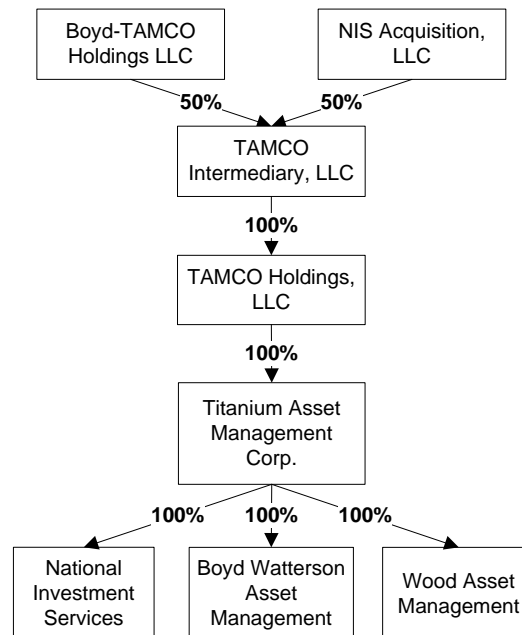 Boyd-TAMCO
Holdings LLC
NIS Acquisition,
LLC
50%
50%
TAMCO
Intermediary, LLC
100%
TAMCO Holdings,
LLC
100%
Titanium Asset
Management
Corp.
100%
100%
100%
National
Investment
Services
Boyd Watterson
Asset
Management
Wood Asset
Management